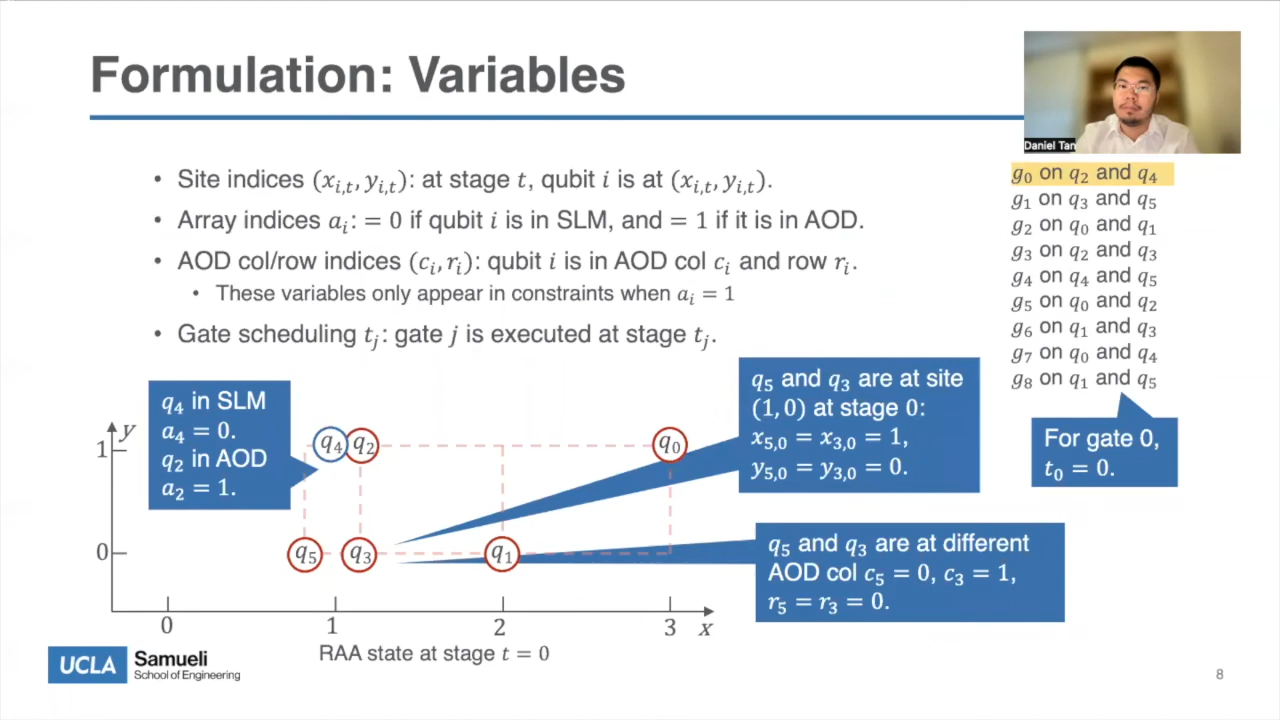 Formulation: Variables
Daniel Tan
• Site indices (x_{i,t}, y_{i,t}): at stage t, qubit i is at (x_{i,t}, y_{i,t}).
• Array indices a_i: = 0 if qubit i is in SLM, and = 1 if it is in AOD.
• AOD col/row indices (c_i, r_i): qubit i is in AOD col c_i and row r_i.
• These variables only appear in constraints when a_i = 1
• Gate scheduling t_j: gate j is executed at stage t_j.
g_0 on q_2 and q_4
g_1 on q_3 and q_5
g_2 on q_0 and q_1
g_3 on q_2 and q_3
g_4 on q_4 and q_5
g_5 on q_0 and q_2
g_6 on q_1 and q_3
g_7 on q_0 and q_4
g_8 on q_1 and q_5
For gate 0,
t_0 = 0.
q_4 in SLM
a_4 = 0.
q_2 in AOD
a_2 = 1.
q_5 and q_3 are at site
(1, 0) at stage 0:
x_{5,0} = x_{3,0} = 1,
y_{5,0} = y_{3,0} = 0.
q_5 and q_3 are at different
AOD col c_5 = 0, c_3 = 1,
r_5 = r_3 = 0.
y
1
q_4 q_2 q_0
0
q_5 q_3 q_1
0 1 2 3 x
RAA state at stage t = 0
UCLA Samueli
School of Engineering
8